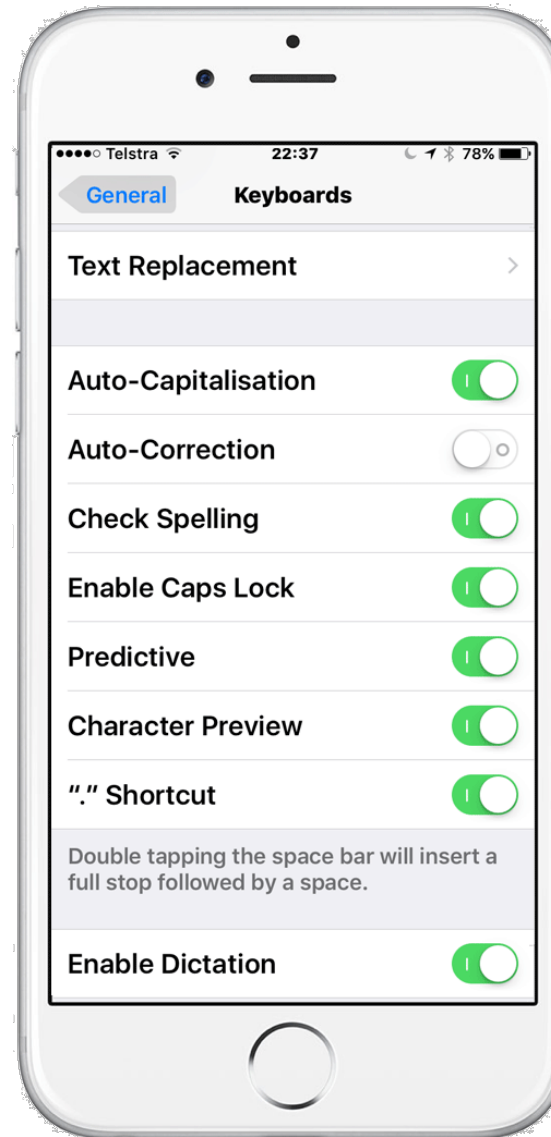 Telstra 22:37 78%
General Keyboards
Text Replacement
Auto-Capitalisation
Auto-Correction
Check Spelling
Enable Caps Lock
Predictive
Character Preview
“.” Shortcut
Double tapping the space bar will insert a
full stop followed by a space.
Enable Dictation